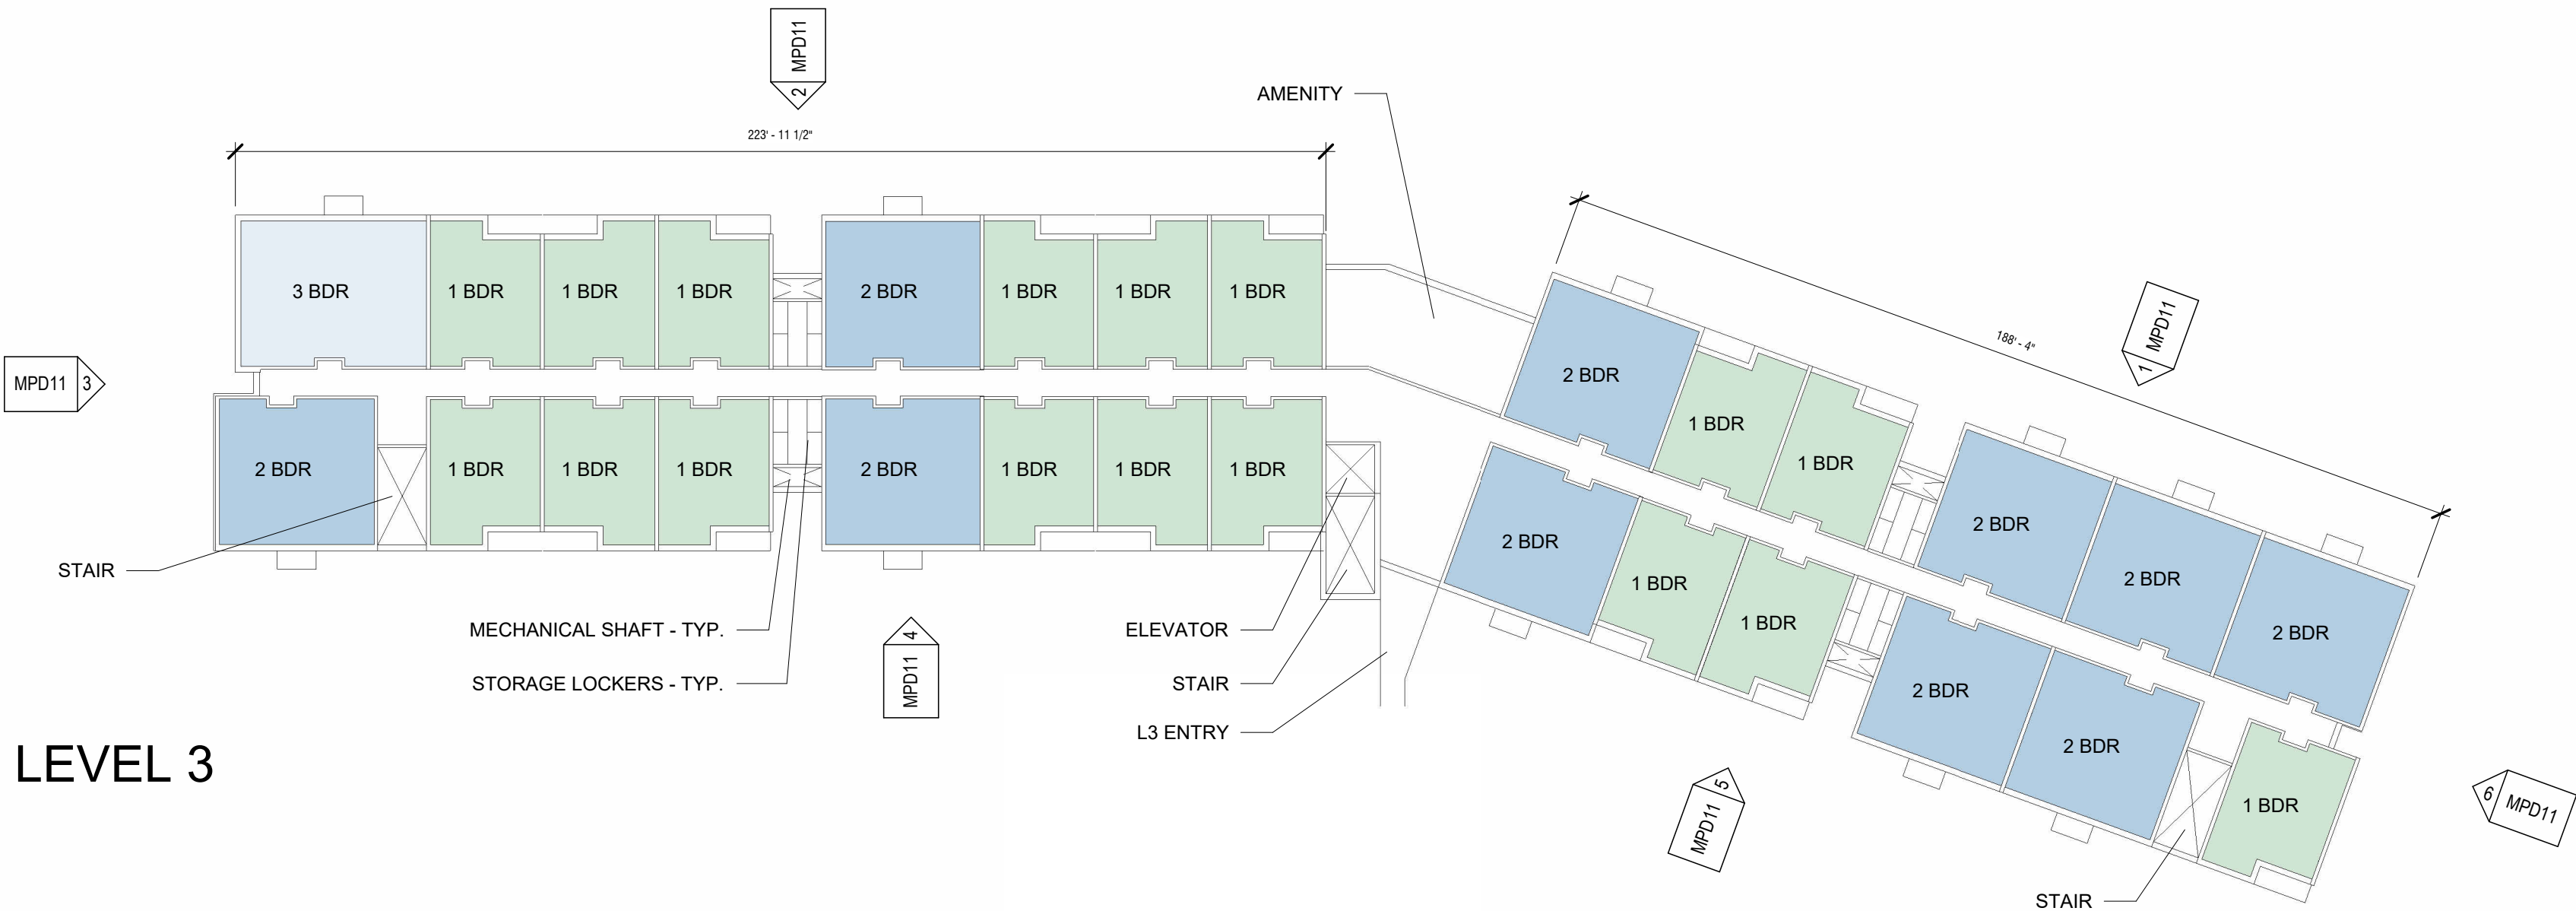 MPD11
2
223' - 11 1/2"
AMENITY
188' - 4"
MPD11
1
3 BDR
1 BDR
1 BDR
1 BDR
2 BDR
1 BDR
1 BDR
1 BDR
MPD11 3
2 BDR
1 BDR
1 BDR
1 BDR
2 BDR
1 BDR
1 BDR
1 BDR
2 BDR
1 BDR
1 BDR
2 BDR
2 BDR
2 BDR
2 BDR
1 BDR
1 BDR
2 BDR
2 BDR
1 BDR
STAIR
MECHANICAL SHAFT - TYP.
STORAGE LOCKERS - TYP.
4
MPD11
ELEVATOR
STAIR
L3 ENTRY
5
MPD11
6 MPD11
STAIR
LEVEL 3